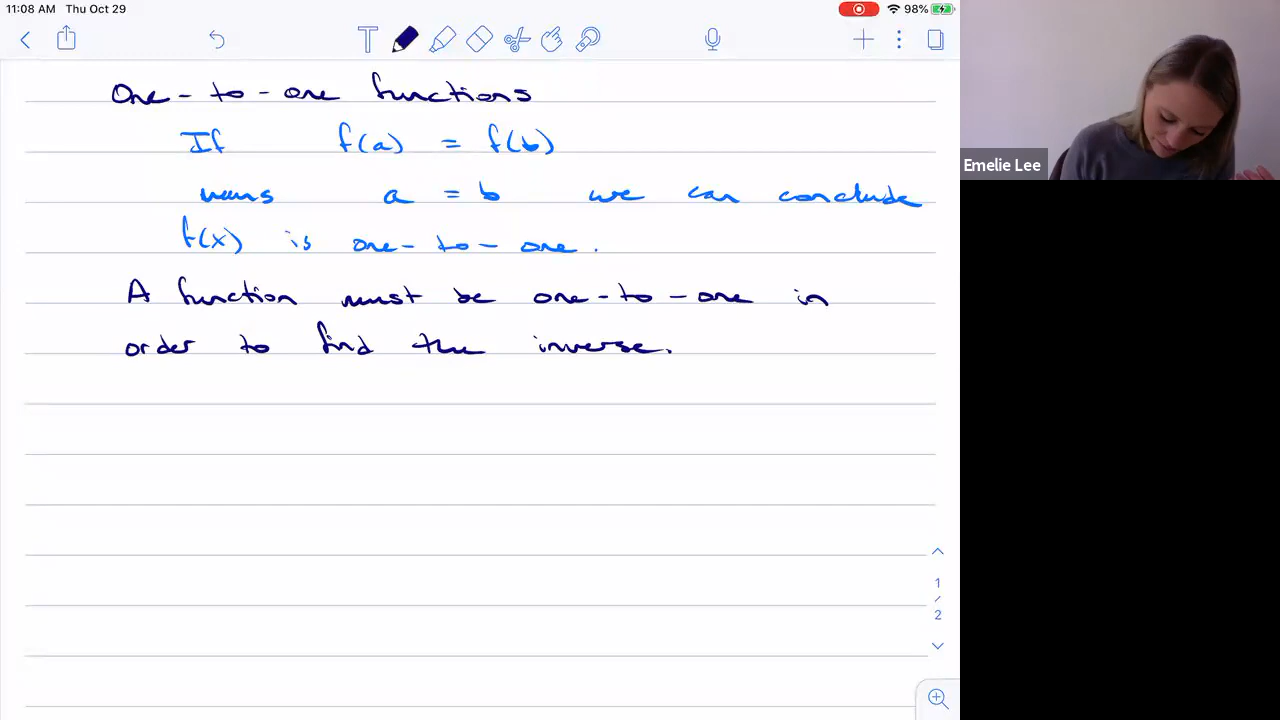 11:08 AM Thu Oct 29
98%
One-to-one functions
If f(a) = f(b)
means a = b we can conclude
f(x) is one-to-one.
A function must be one-to-one in
order to find the inverse.
Emelie Lee
1
/
2